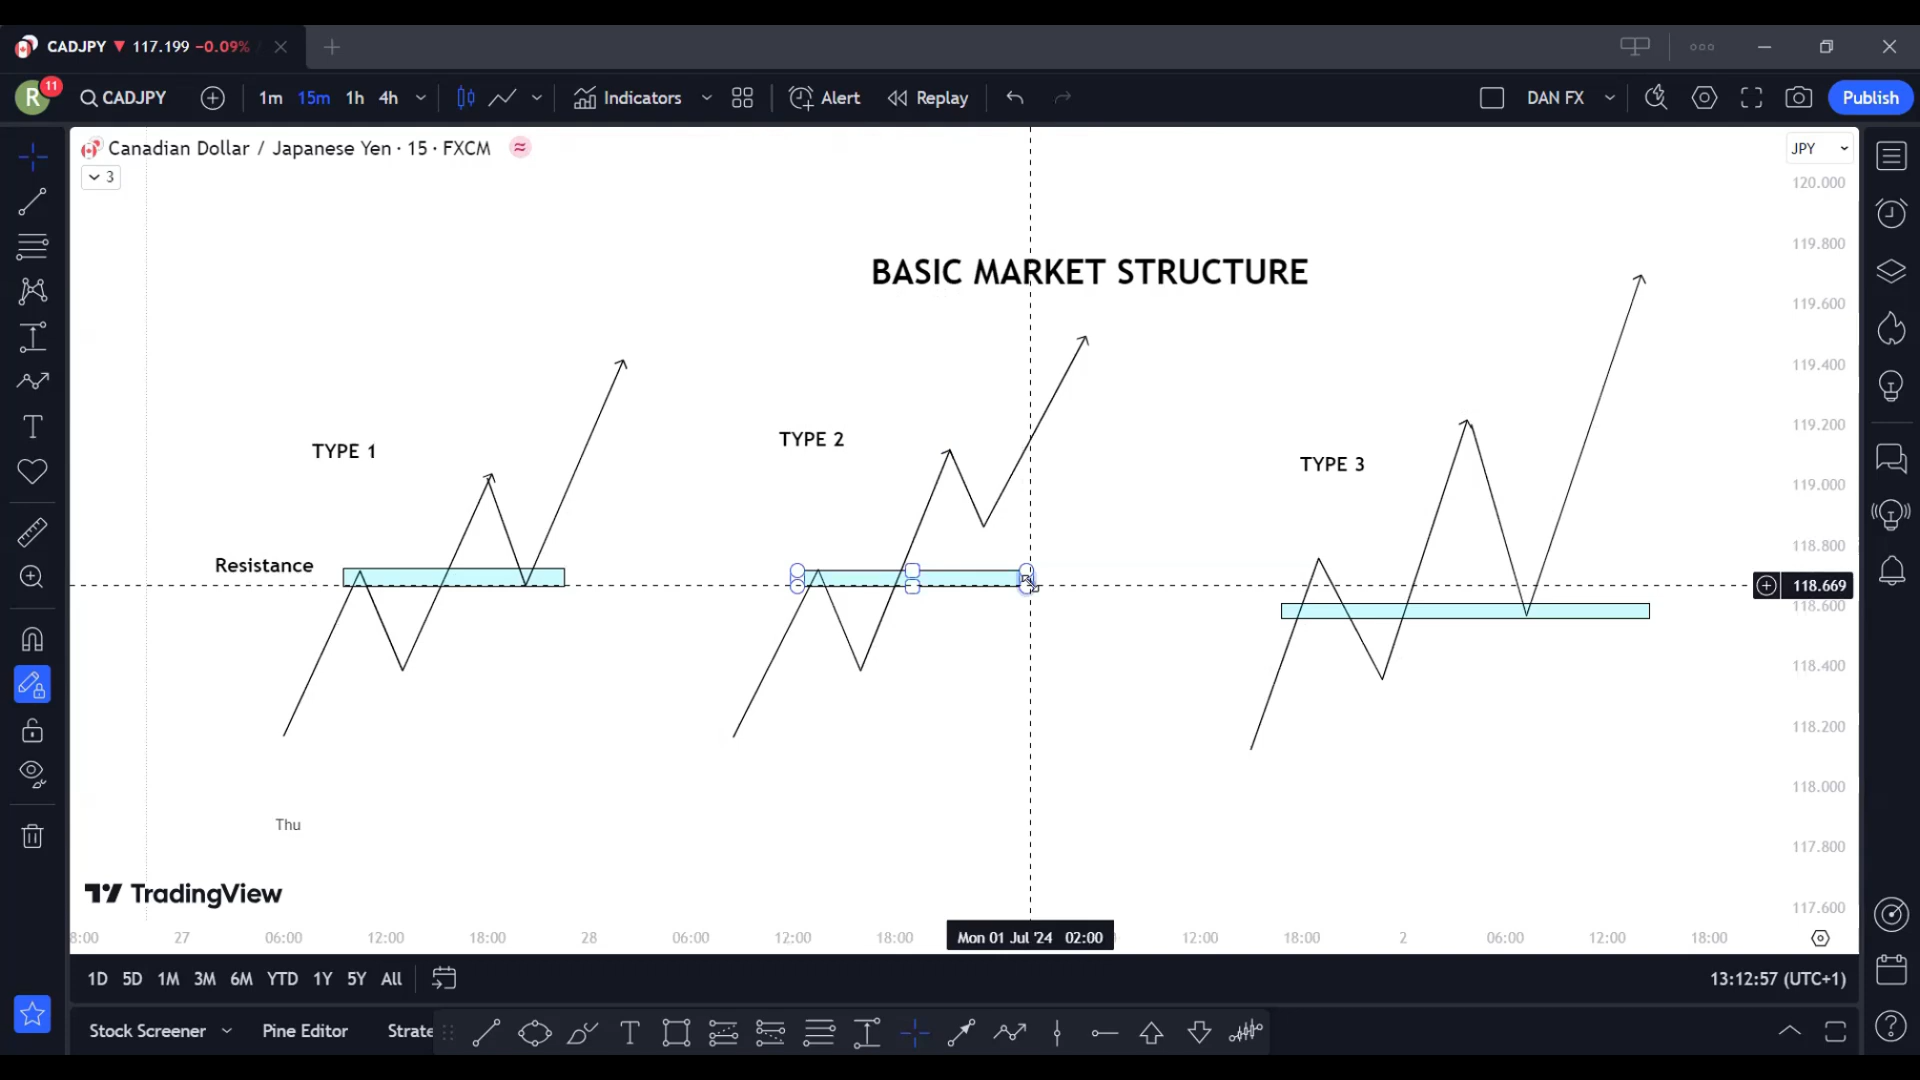 CADJPY ▼ 117.199 −0.09%
R 11 CADJPY 1m 15m 1h 4h Indicators Alert Replay DAN FX Publish
Canadian Dollar / Japanese Yen · 15 · FXCM JPY
3
120.000
119.800
BASIC MARKET STRUCTURE
119.600
119.400
119.200
TYPE 2
TYPE 1
TYPE 3
119.000
118.800
Resistance
118.669
118.600
118.400
118.200
118.000
Thu
117.800
TradingView
117.600
8:00 27 06:00 12:00 18:00 28 06:00 12:00 18:00 Mon 01 Jul '24 02:00 12:00 18:00 2 06:00 12:00 18:00
1D 5D 1M 3M 6M YTD 1Y 5Y All 13:12:57 (UTC+1)
Stock Screener Pine Editor Strate